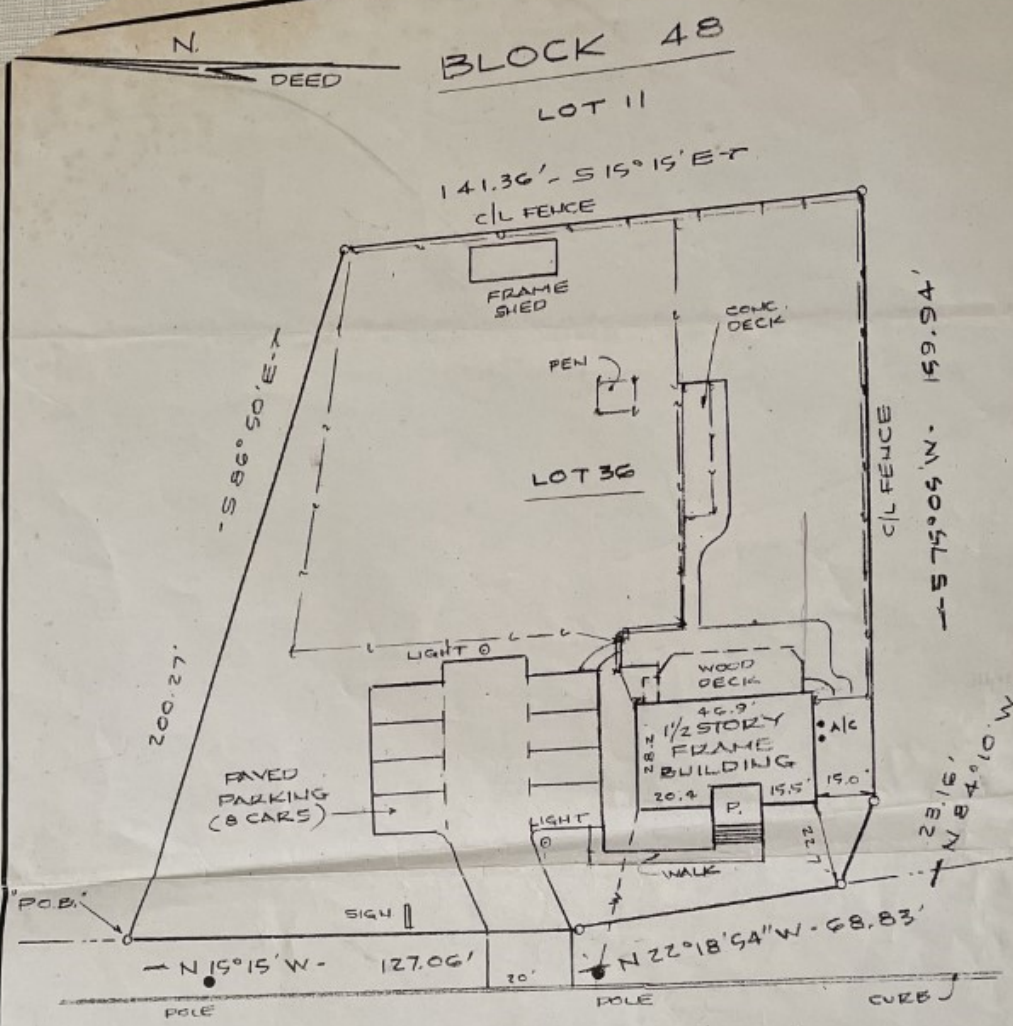 N.
DEED
BLOCK 48
LOT 11
141.36' - S 15° 15' E -
C/L FENCE
FRAME
SHED
CONC.
DECK
PEN
- S 86° 50' E -
LOT 36
C/L FENCE
- S 75° 05' W. - 159.94'
LIGHT
WOOD
DECK
46.9'
1 1/2 STORY
FRAME
BUILDING
28.2'
A/C
200.27'
PAVED
PARKING
(8 CARS)
20.4
15.5'
15.0'
P.
LIGHT
22.7
23.16'
N 84° 10' W
WALK
"P.O.B."
SIGN
- N 15° 15' W - 127.06'
20'
N 22° 18' 54" W - 68.83'
POLE
POLE
CURB